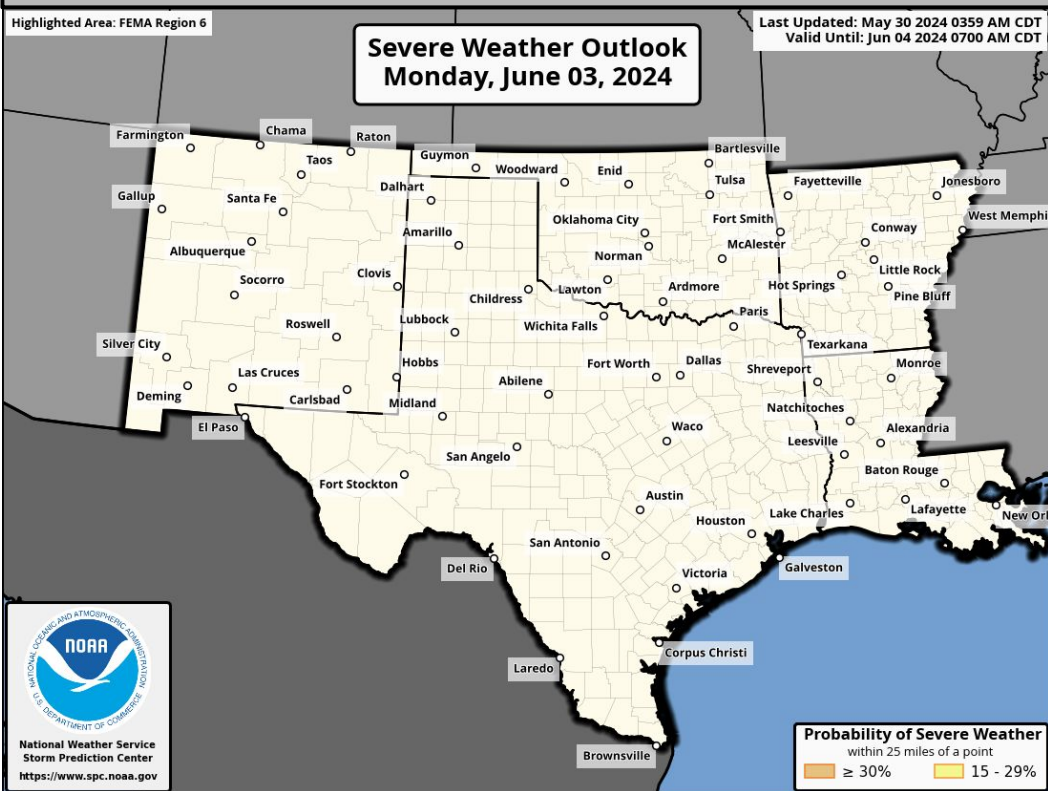 Highlighted Area: FEMA Region 6
Last Updated: May 30 2024 0359 AM CDT
Valid Until: Jun 04 2024 0700 AM CDT
Severe Weather Outlook
Monday, June 03, 2024
Farmington
Chama
Raton
Taos
Guymon
Woodward
Enid
Bartlesville
Tulsa
Fayetteville
Jonesboro
Gallup
Santa Fe
Dalhart
Amarillo
Oklahoma City
Fort Smith
West Memphi
Albuquerque
Norman
McAlester
Conway
Socorro
Clovis
Childress
Lawton
Ardmore
Hot Springs
Little Rock
Pine Bluff
Roswell
Lubbock
Wichita Falls
Paris
Texarkana
Silver City
Las Cruces
Hobbs
Abilene
Fort Worth
Dallas
Shreveport
Monroe
Deming
Carlsbad
Midland
Natchitoches
El Paso
San Angelo
Waco
Leesville
Alexandria
Fort Stockton
Baton Rouge
Austin
Houston
Lake Charles
Lafayette
New Orl
San Antonio
Del Rio
Victoria
Galveston
Laredo
Corpus Christi
Brownsville
NATIONAL OCEANIC AND ATMOSPHERIC ADMINISTRATION
NOAA
U.S. DEPARTMENT OF COMMERCE
National Weather Service
Storm Prediction Center
https://www.spc.noaa.gov
Probability of Severe Weather
within 25 miles of a point
≥ 30%
15 - 29%